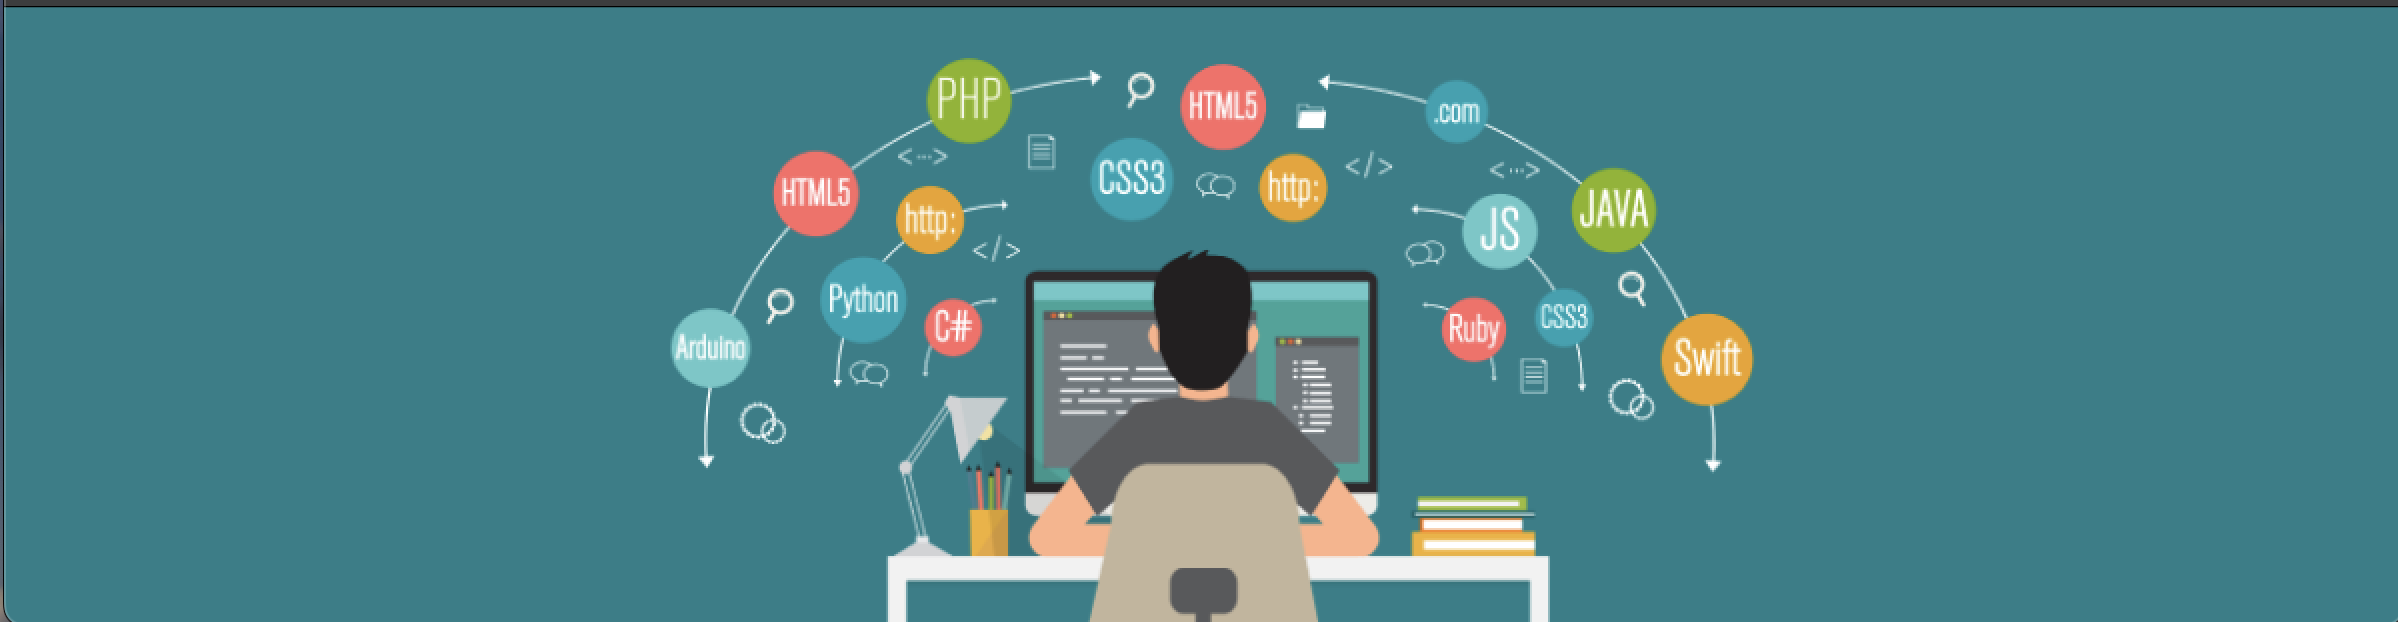 PHP
HTML5
.com
HTML5
CSS3
http:
JAVA
http:
JS
Python
C#
Ruby
CSS3
Arduino
Swift